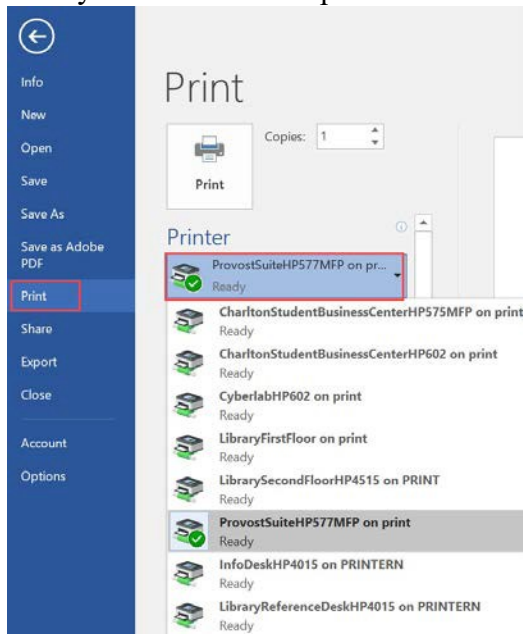 Info
New
Open
Save
Save As
Save as Adobe
PDF
Print
Share
Export
Close
Account
Options
Print
Copies: 1
Print
Printer
ProvostSuiteHP577MFP on pr...
Ready
CharltonStudentBusinessCenterHP575MFP on print
Ready
CharltonStudentBusinessCenterHP602 on print
Ready
CyberlabHP602 on print
Ready
LibraryFirstFloor on print
Ready
LibrarySecondFloorHP4515 on PRINT
Ready
ProvostSuiteHP577MFP on print
Ready
InfoDeskHP4015 on PRINTERN
Ready
LibraryReferenceDeskHP4015 on PRINTERN
Ready